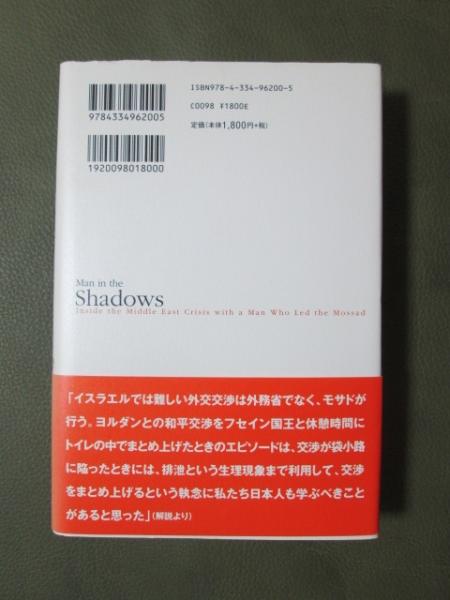 ISBN978-4-334-96200-5
C0098 ¥1800E
定価(本体1,800円+税)
9784334962005
1920098018000
Man in the
Shadows
Inside the Middle East Crisis with a Man Who Led the Mossad
「イスラエルでは難しい外交交渉は外務省でなく、モサドが
行う。ヨルダンとの和平交渉をフセイン国王と休憩時間に
トイレの中でまとめ上げたときのエピソードは、交渉が袋小路
に陥ったときには、排泄という生理現象まで利用して、交渉
をまとめ上げるという執念に私たち日本人も学ぶべきこと
があると思った」(解説より)